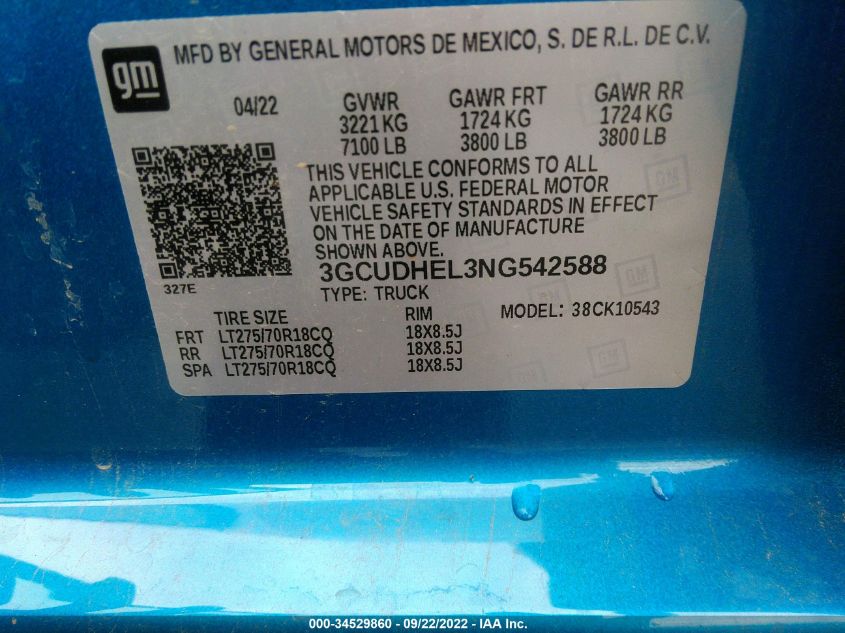 gm
MFD BY GENERAL MOTORS DE MEXICO, S. DE R.L. DE C.V.
04/22 GVWR GAWR FRT GAWR RR
3221 KG 1724 KG 1724 KG
7100 LB 3800 LB 3800 LB
THIS VEHICLE CONFORMS TO ALL
APPLICABLE U.S. FEDERAL MOTOR
VEHICLE SAFETY STANDARDS IN EFFECT
ON THE DATE OF MANUFACTURE
SHOWN ABOVE.
327E
3GCUDHEL3NG542588
TYPE: TRUCK
MODEL: 38CK10543
TIRE SIZE RIM
FRT LT275/70R18CQ 18X8.5J
RR LT275/70R18CQ 18X8.5J
SPA LT275/70R18CQ 18X8.5J
GM
GM
GM
000-34529860 - 09/22/2022 - IAA, Inc.